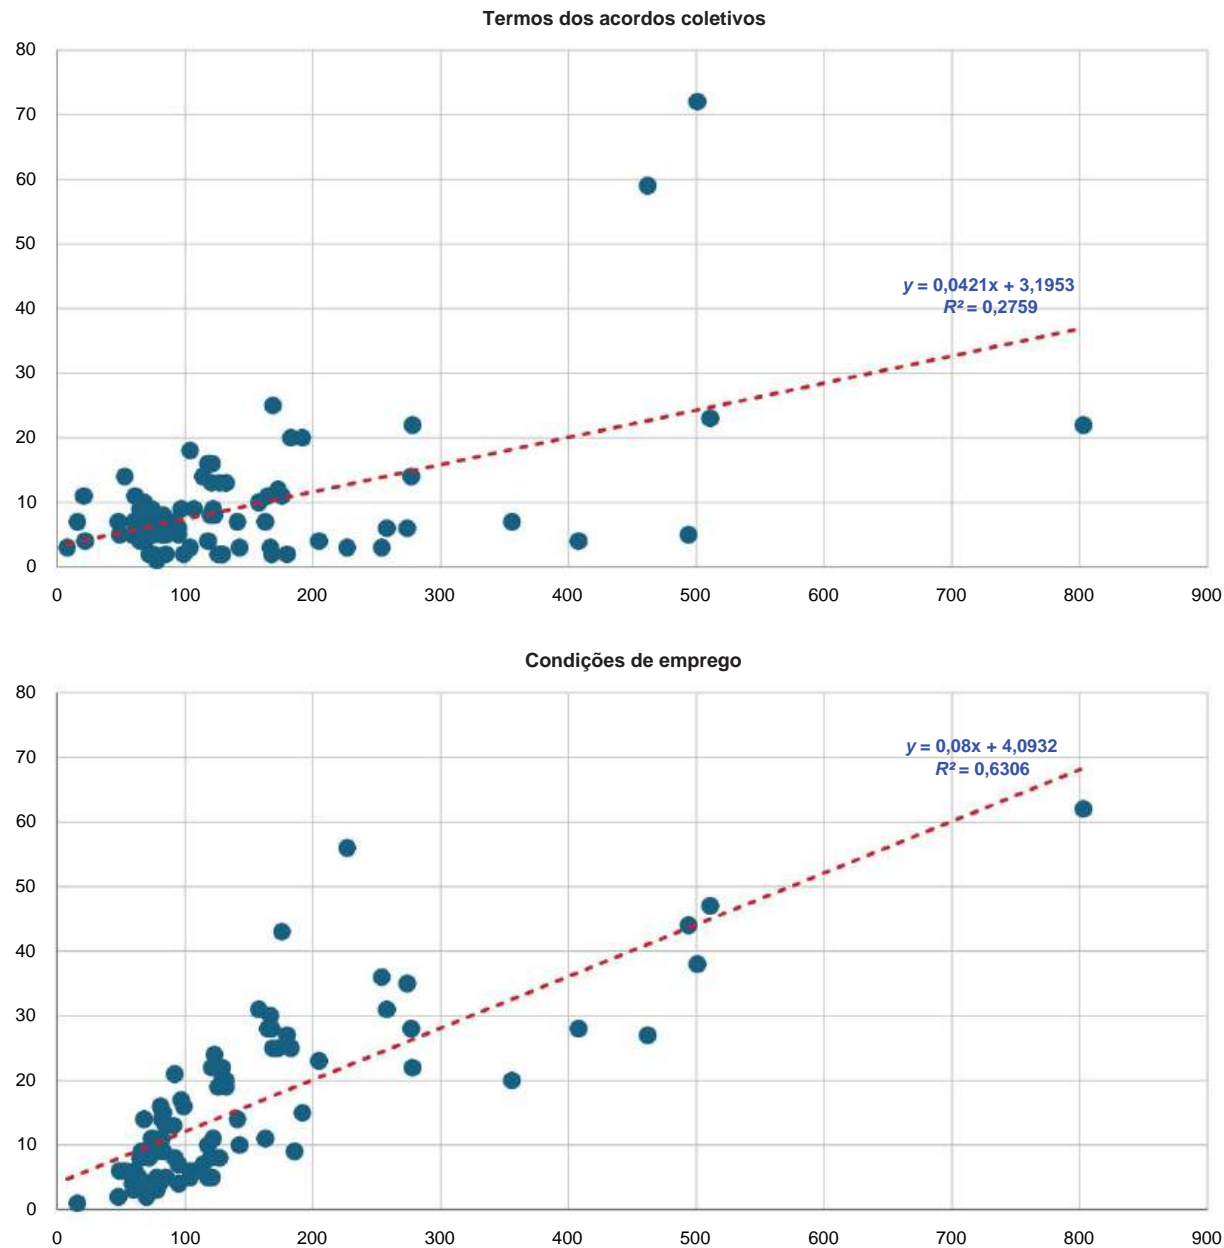 Termos dos acordos coletivos
80
70
60
50
40
30
20
10
0
y = 0,0421x + 3,1953
R² = 0,2759
0 100 200 300 400 500 600 700 800 900
Condições de emprego
80
70
60
50
40
30
20
10
0
y = 0,08x + 4,0932
R² = 0,6306
0 100 200 300 400 500 600 700 800 900